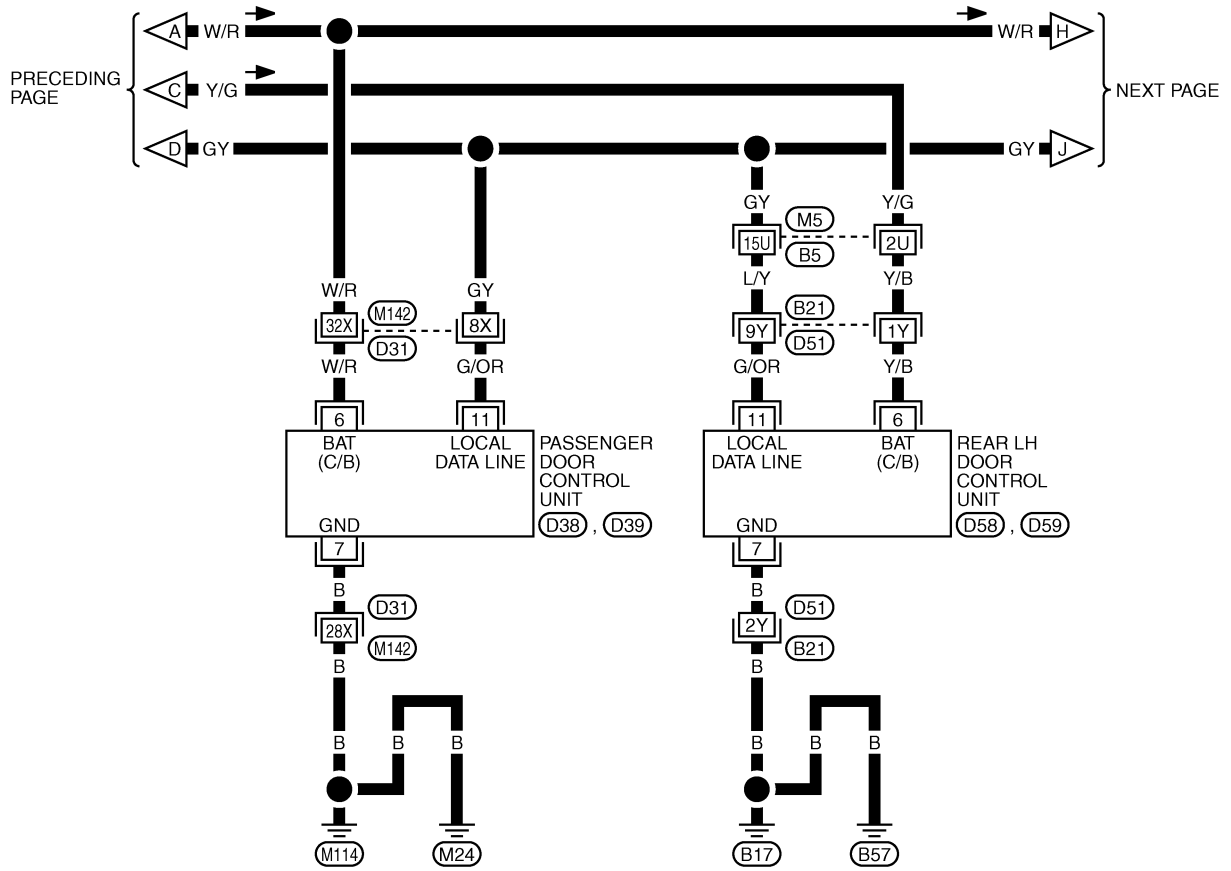 A W/R W/R H
PRECEDING
PAGE
C Y/G
NEXT PAGE
D GY GY J
GY Y/G
15U M5 2U
B5
L/Y Y/B
W/R GY
32X M142 8X
D31
9Y B21 1Y
D51
W/R G/OR
G/OR Y/B
6 11
11 6
BAT
(C/B)
LOCAL
DATA LINE
PASSENGER
DOOR
CONTROL
UNIT
D38 , D39
GND
7
LOCAL
DATA LINE
BAT
(C/B)
REAR LH
DOOR
CONTROL
UNIT
D58 , D59
GND
7
B
D31
28X
M142
B
B B B
M114 M24
B
D51
2Y
B21
B
B B B
B17 B57